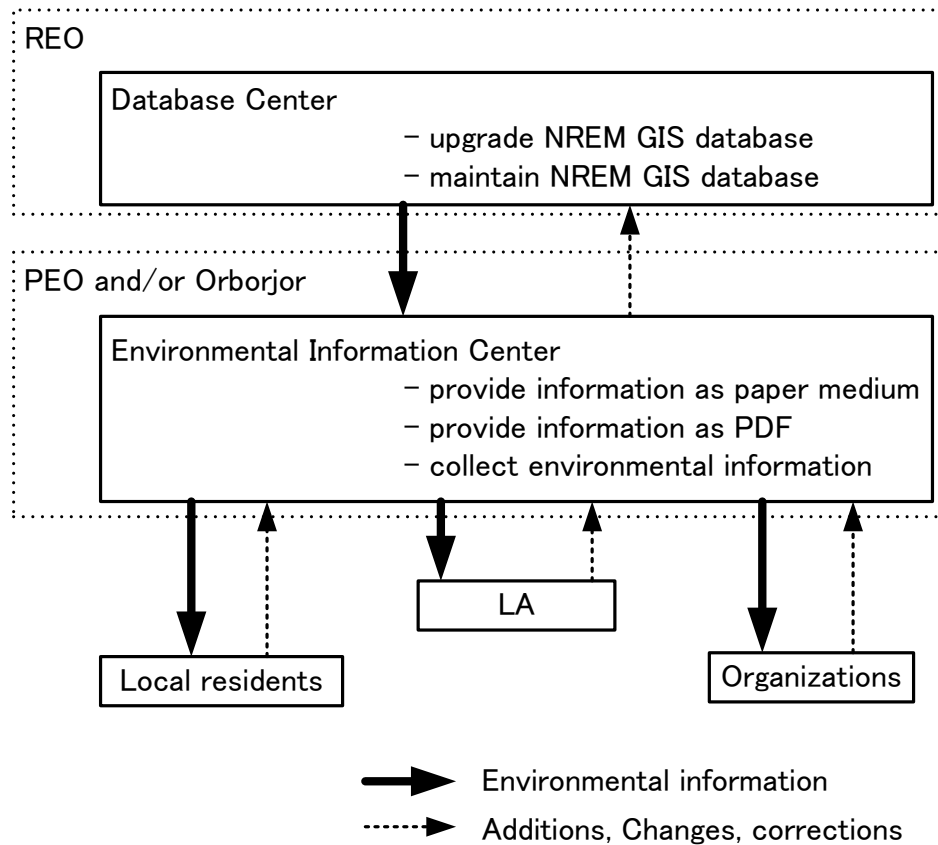 REO
Database Center
- upgrade NREM GIS database
- maintain NREM GIS database
PEO and/or Orborjor
Environmental Information Center
- provide information as paper medium
- provide information as PDF
- collect environmental information
LA
Local residents
Organizations
Environmental information
Additions, Changes, corrections